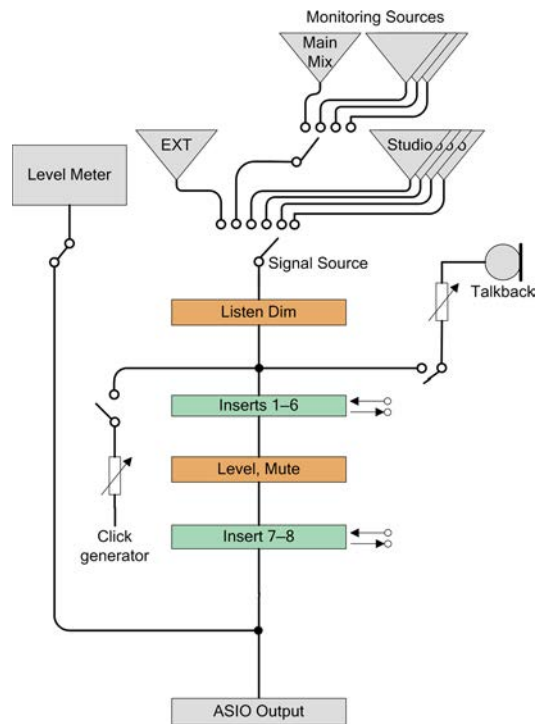 Monitoring Sources
Main
Mix
EXT
Studio
Level Meter
Signal Source
Talkback
Listen Dim
Inserts 1–6
Level, Mute
Click
generator
Insert 7–8
ASIO Output